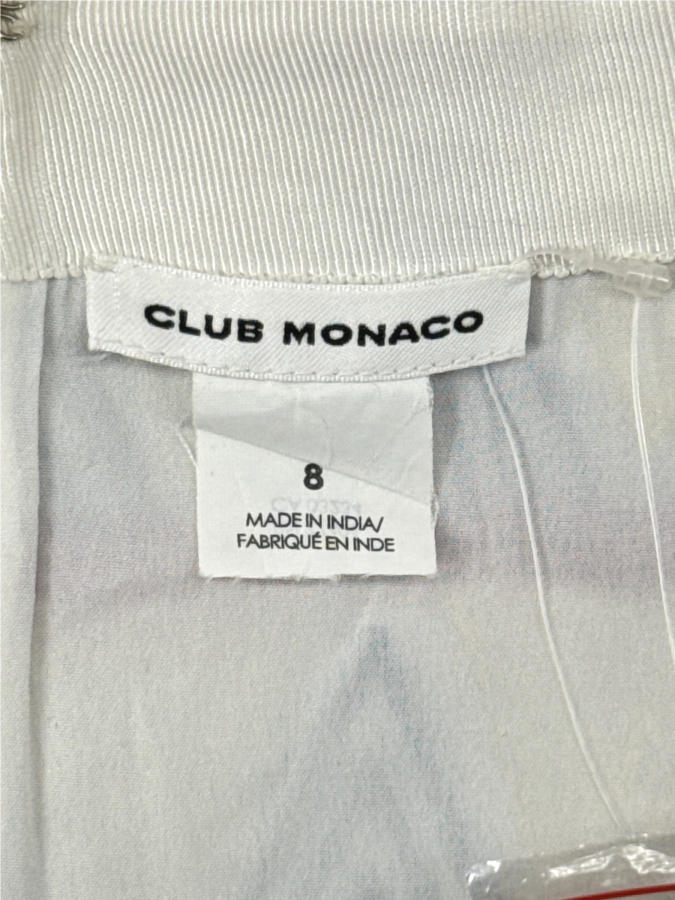 CLUB MONACO
8
MADE IN INDIA/
FABRIQUÉ EN INDE